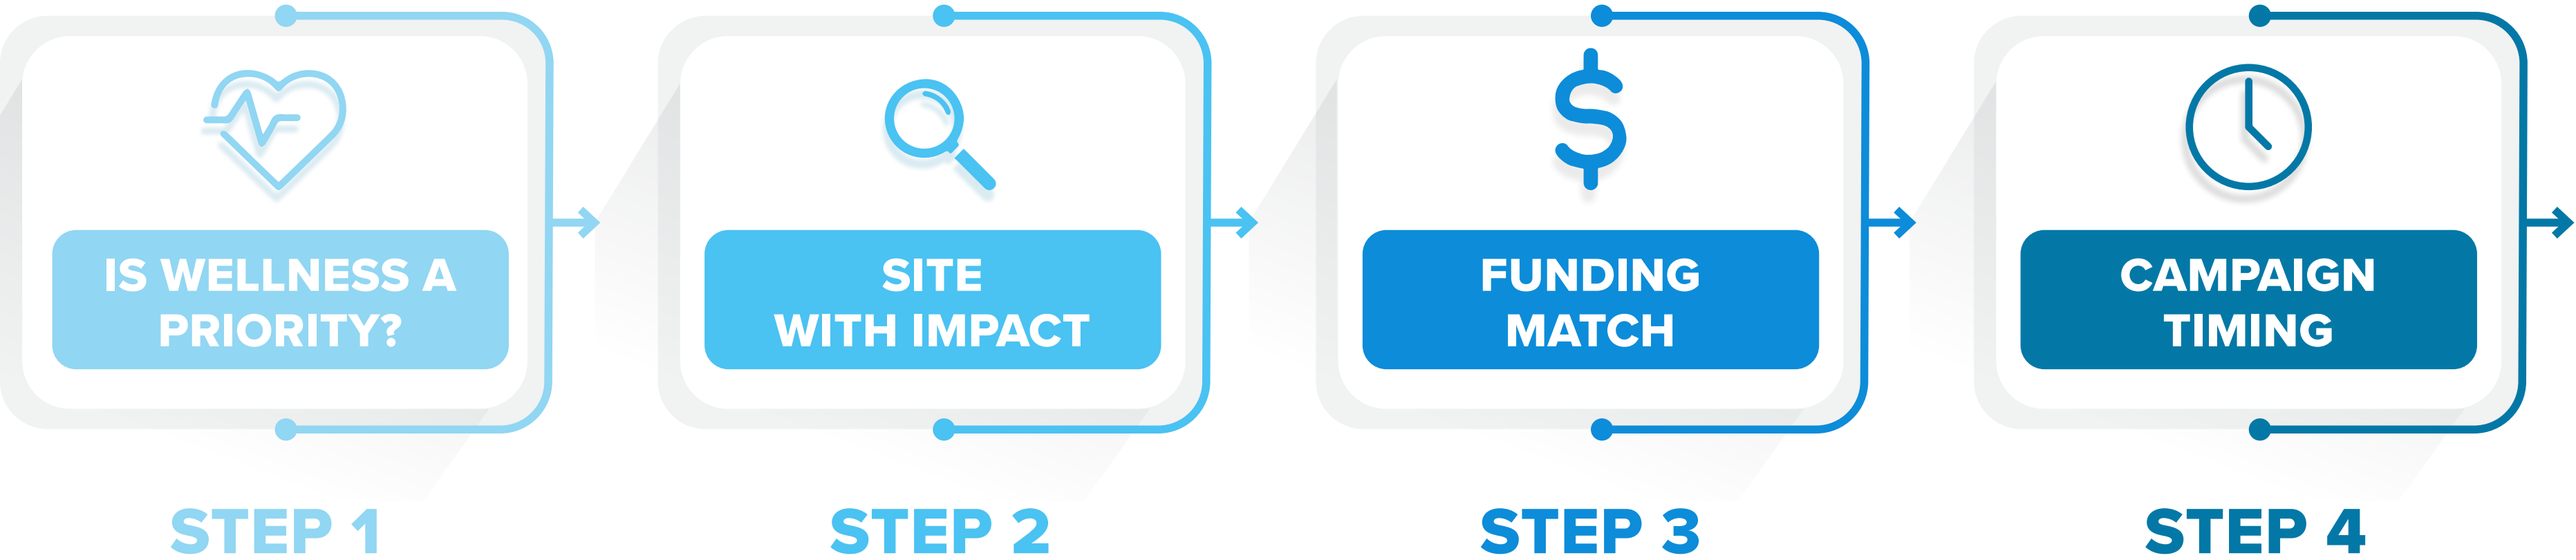 IS WELLNESS A
PRIORITY?
STEP 1
SITE
WITH IMPACT
STEP 2
FUNDING
MATCH
STEP 3
CAMPAIGN
TIMING
STEP 4